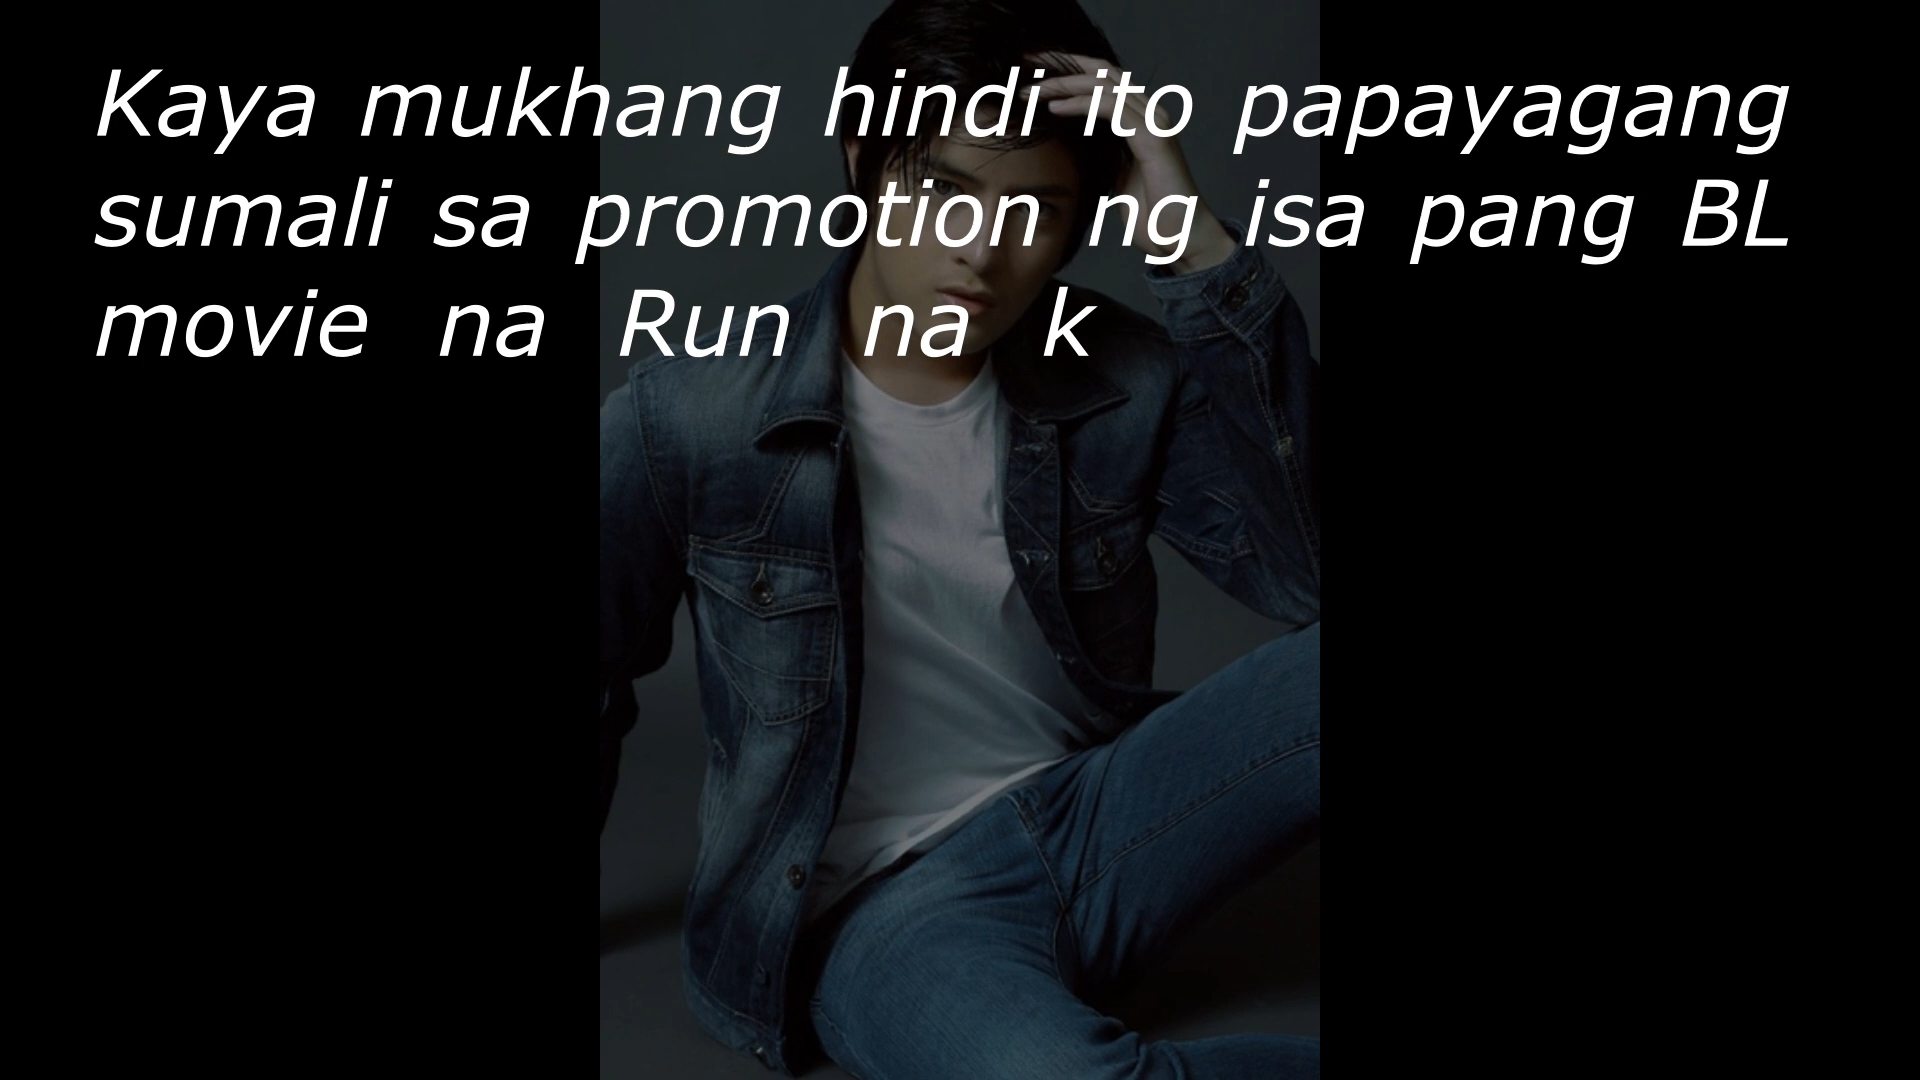 Kaya mukhang hindi ito papayagang
sumali sa promotion ng isa pang BL
movie na Run na k